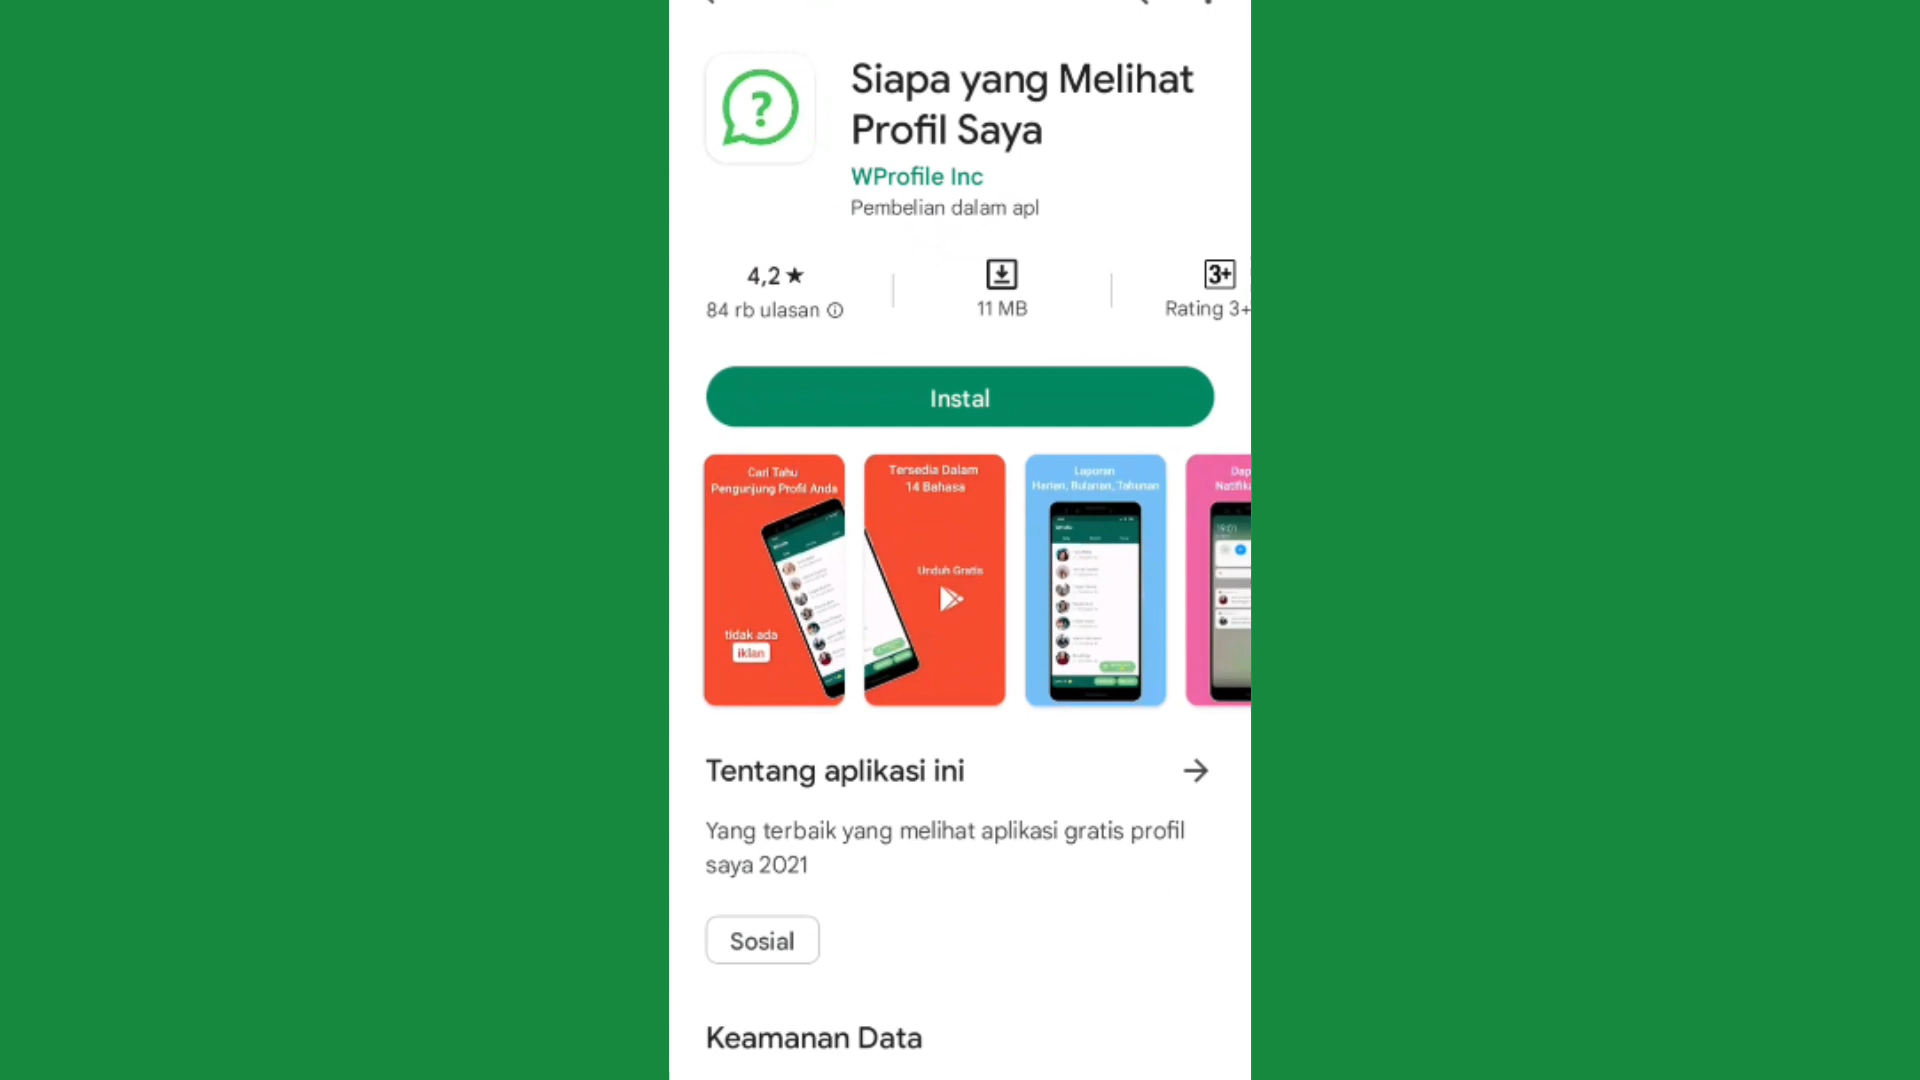 ?
Siapa yang Melihat
Profil Saya
WProfile Inc
Pembelian dalam apl
4,2★
84 rb ulasan
11 MB
3+
Rating 3+
Instal
Cari Tahu
Pengunjung Profil Anda
tidak ada
iklan
Tersedia Dalam
14 Bahasa
Unduh Gratis
Laporan
Harian, Bulanan, Tahunan
19:01
Tentang aplikasi ini
Yang terbaik yang melihat aplikasi gratis profil
saya 2021
Sosial
Keamanan Data